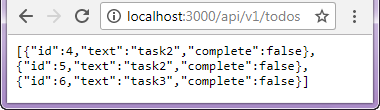 localhost:3000/api/v1/todos
[{"id":4,"text":"task2","complete":false},
{"id":5,"text":"task2","complete":false},
{"id":6,"text":"task3","complete":false}]